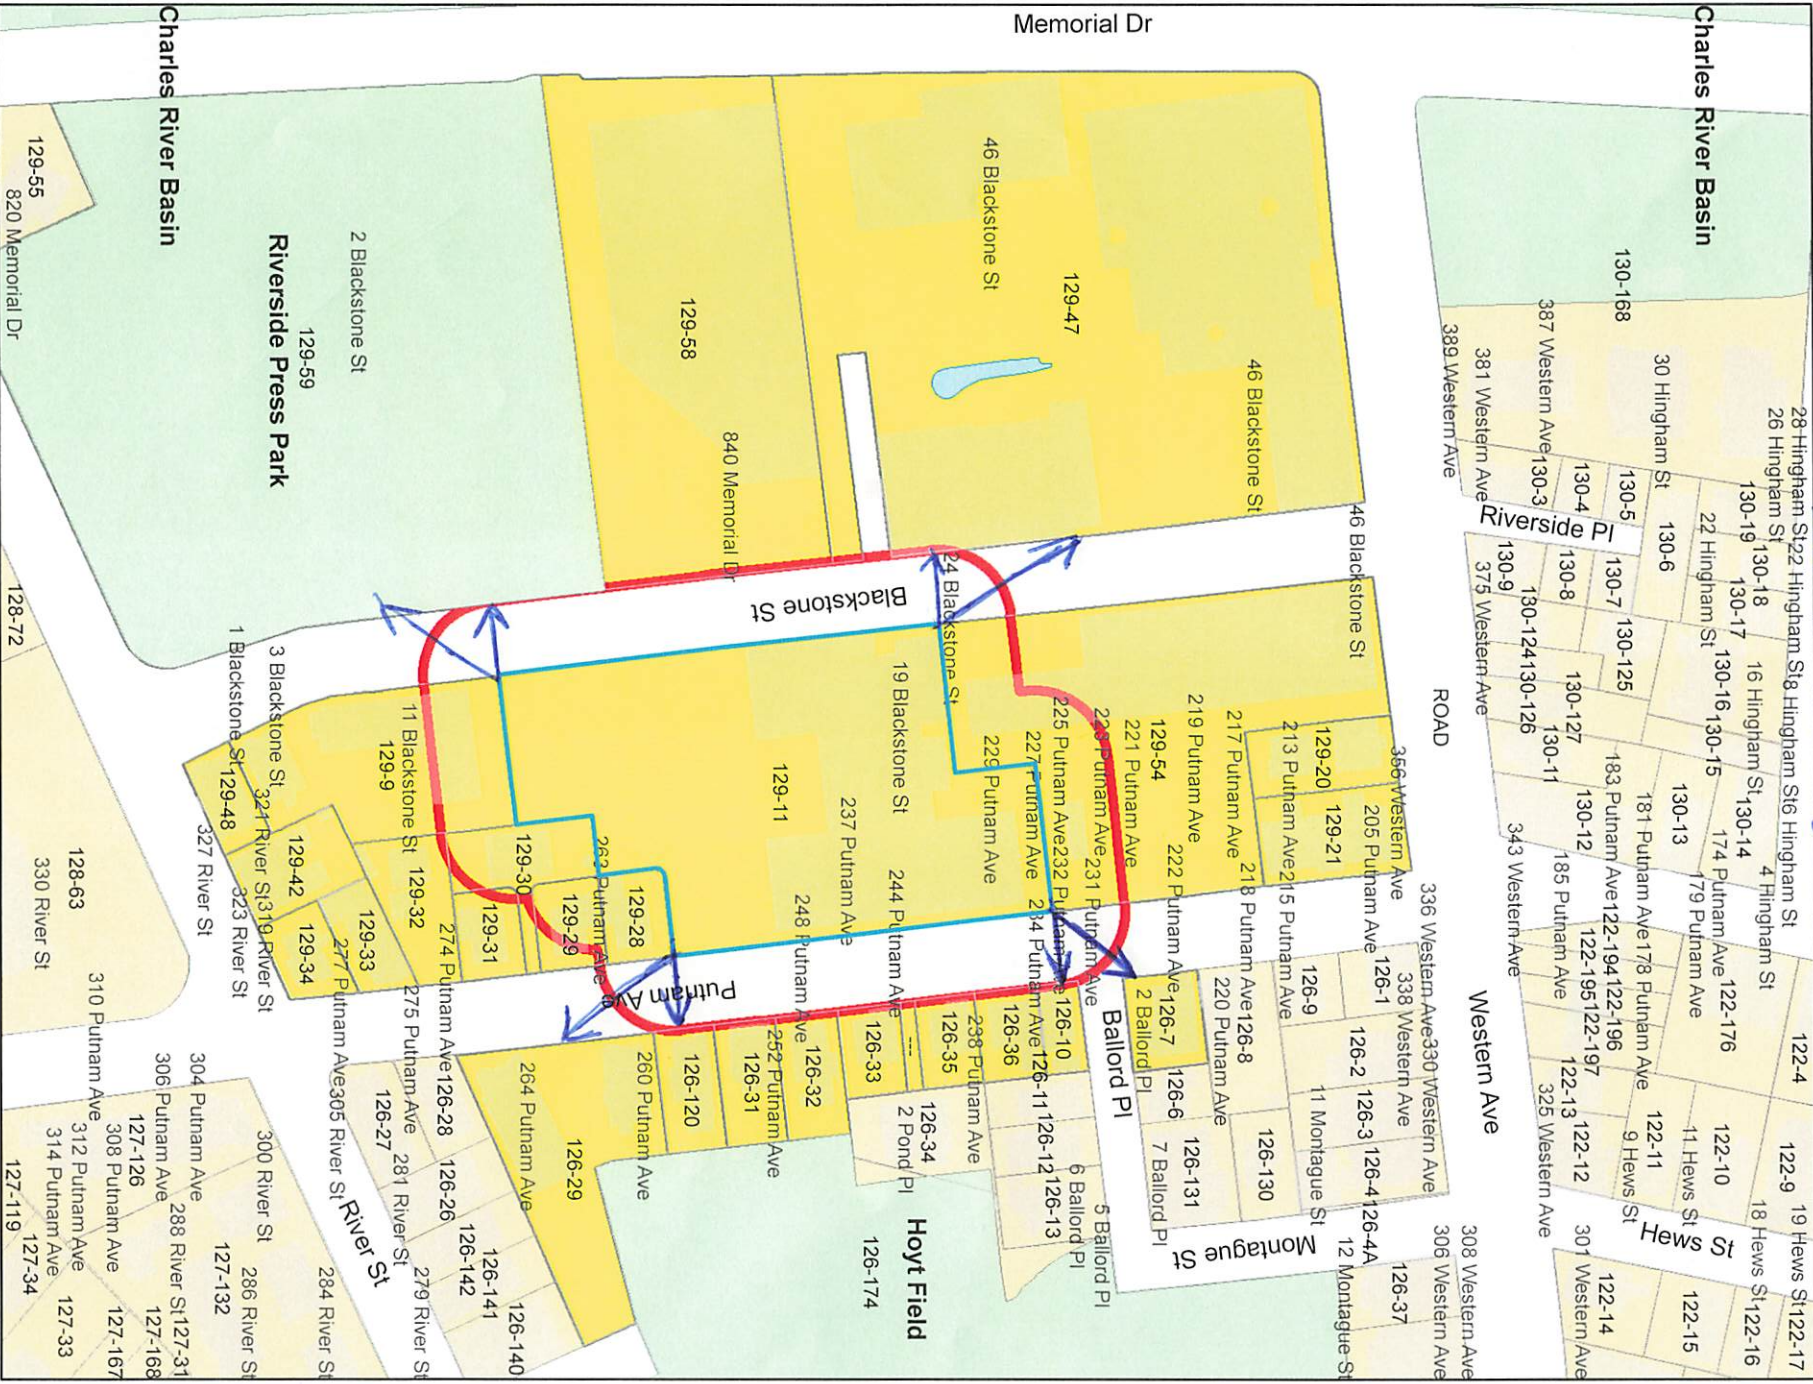 Memorial Dr
Charles River Basin
Charles River Basin
129-55
820 Memorial Dr
2 Blackstone St
129-59
Riverside Press Park
129-58
840 Memorial Dr
46 Blackstone St
129-47
46 Blackstone St
46 Blackstone St
130-168
387 Western Ave
389 Western Ave
381 Western Ave
30 Hingham St
28 Hingham St
26 Hingham St
22 Hingham St
22 Hingham St
8 Hingham St
6 Hingham St
16 Hingham St
4 Hingham St
130-3
130-4
130-5
130-19
130-18
130-17
130-6
Riverside Pl
130-9
130-8
130-7
375 Western Ave
130-124
130-126
130-125
130-127
130-16
130-15
130-11
130-12
130-13
130-14
183 Putnam Ave
181 Putnam Ave
174 Putnam Ave
179 Putnam Ave
178 Putnam Ave
185 Putnam Ave
343 Western Ave
122-194
122-195
122-196
122-197
122-176
122-4
ROAD
Blackstone St
24 Blackstone St
19 Blackstone St
1 Blackstone St
3 Blackstone St
11 Blackstone St
129-9
129-48
129-42
321 River St
319 River St
327 River St
323 River St
129-34
129-33
129-32
129-31
129-30
129-29
129-28
129-11
237 Putnam Ave
263 Putnam Ave
229 Putnam Ave
227 Putnam Ave
225 Putnam Ave
232 Putnam Ave
231 Putnam Ave
221 Putnam Ave
129-54
219 Putnam Ave
217 Putnam Ave
213 Putnam Ave
215 Putnam Ave
129-20
129-21
205 Putnam Ave
356 Western Ave
222 Putnam Ave
218 Putnam Ave
220 Putnam Ave
234 Putnam Ave
244 Putnam Ave
248 Putnam Ave
Putnam Ave
274 Putnam Ave
275 Putnam Ave
277 Putnam Ave
128-72
128-63
330 River St
310 Putnam Ave
304 Putnam Ave
306 Putnam Ave
308 Putnam Ave
312 Putnam Ave
314 Putnam Ave
127-126
127-119
127-34
127-33
127-167
127-168
127-31
127-132
288 River St
286 River St
300 River St
284 River St
305 River St
River St
281 River St
279 River St
126-27
126-28
126-26
126-142
126-141
126-140
264 Putnam Ave
126-29
260 Putnam Ave
126-120
126-31
252 Putnam Ave
126-32
126-33
---
126-35
238 Putnam Ave
126-36
126-10
126-34
2 Pond Pl
126-11
126-12
126-13
6 Ballord Pl
5 Ballord Pl
Ballord Pl
2 Ballord Pl
126-7
126-6
7 Ballord Pl
126-131
126-8
126-130
126-9
126-1
126-2
126-3
126-4
126-4A
11 Montague St
Montague St
12 Montague St
126-37
336 Western Ave
338 Western Ave
330 Western Ave
306 Western Ave
308 Western Ave
Western Ave
325 Western Ave
301 Western Ave
122-13
122-12
122-11
9 Hews St
11 Hews St
122-10
122-9
18 Hews St
19 Hews St
Hews St
122-14
122-15
122-16
122-17
Hoyt Field
126-174